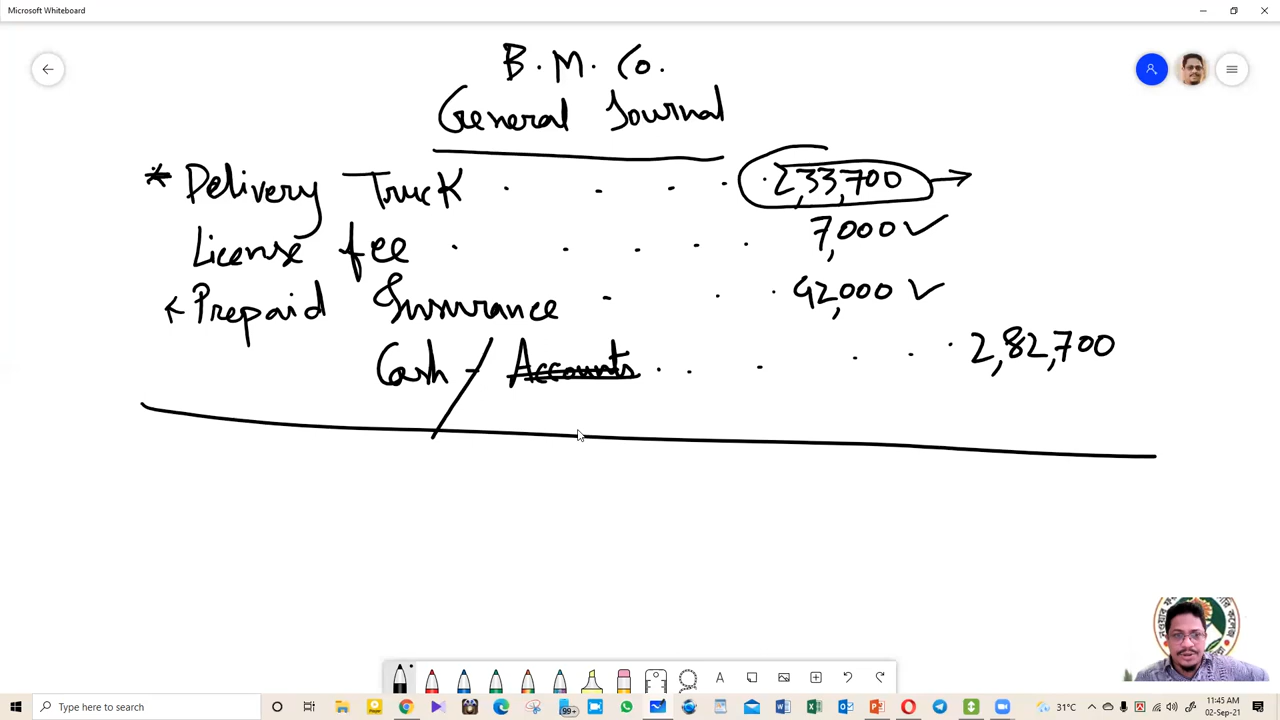 Microsoft Whiteboard
B. M. Co.
General Journal
* Delivery Truck . . . . 2,33,700 →
License fee . . . . . 7,000 ✓
Prepaid Insurance . . . 42,000 ✓
Cash - Accounts . . . . . . 2,82,700
A
Type here to search
99+
31°C
A
11:45 AM
02-Sep-21